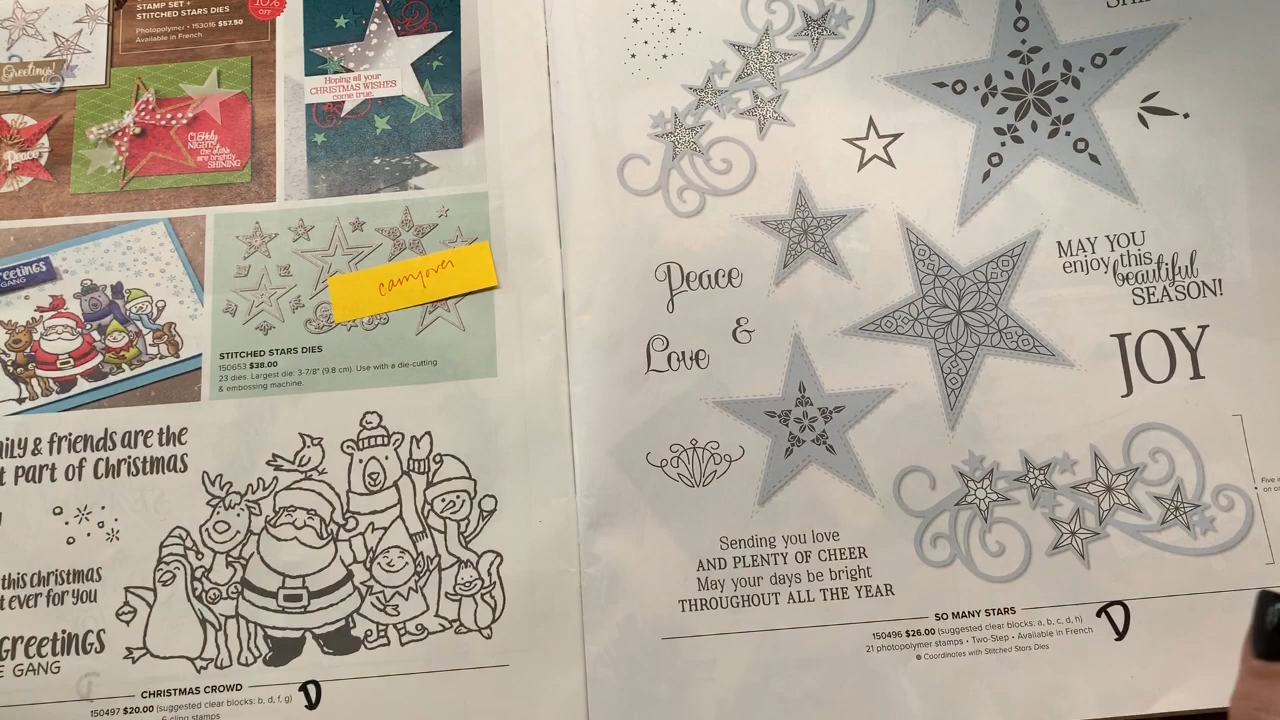 STAMP SET +
STITCHED STARS DIES
Photopolymer • 153016 $57.50
Available in French
10%
OFF
Greetings!
Peace
O Holy
NIGHT
the stars
are brightly
SHINING
Hoping all your
CHRISTMAS WISHES
come true.
GANG
carryover
STITCHED STARS DIES
150653 $38.00
23 dies. Largest die: 3-7/8" (9.8 cm). Use with a die-cutting
& embossing machine.
& friends are the
Part of Christmas
this Christmas
ever for you
Greetings
GANG
CHRISTMAS CROWD
D
150497 $20.00 (suggested clear blocks: b, d, f, g)
cling stamps
Peace
&
Love
MAY YOU
enjoy this
beautiful
SEASON!
JOY
Sending you love
AND PLENTY OF CHEER
May your days be bright
THROUGHOUT ALL THE YEAR
Five
on
SO MANY STARS
D
150496 $26.00 (suggested clear blocks: a, b, c, d, h)
21 photopolymer stamps • Two-Step • Available in French
Coordinates with Stitched Stars Dies